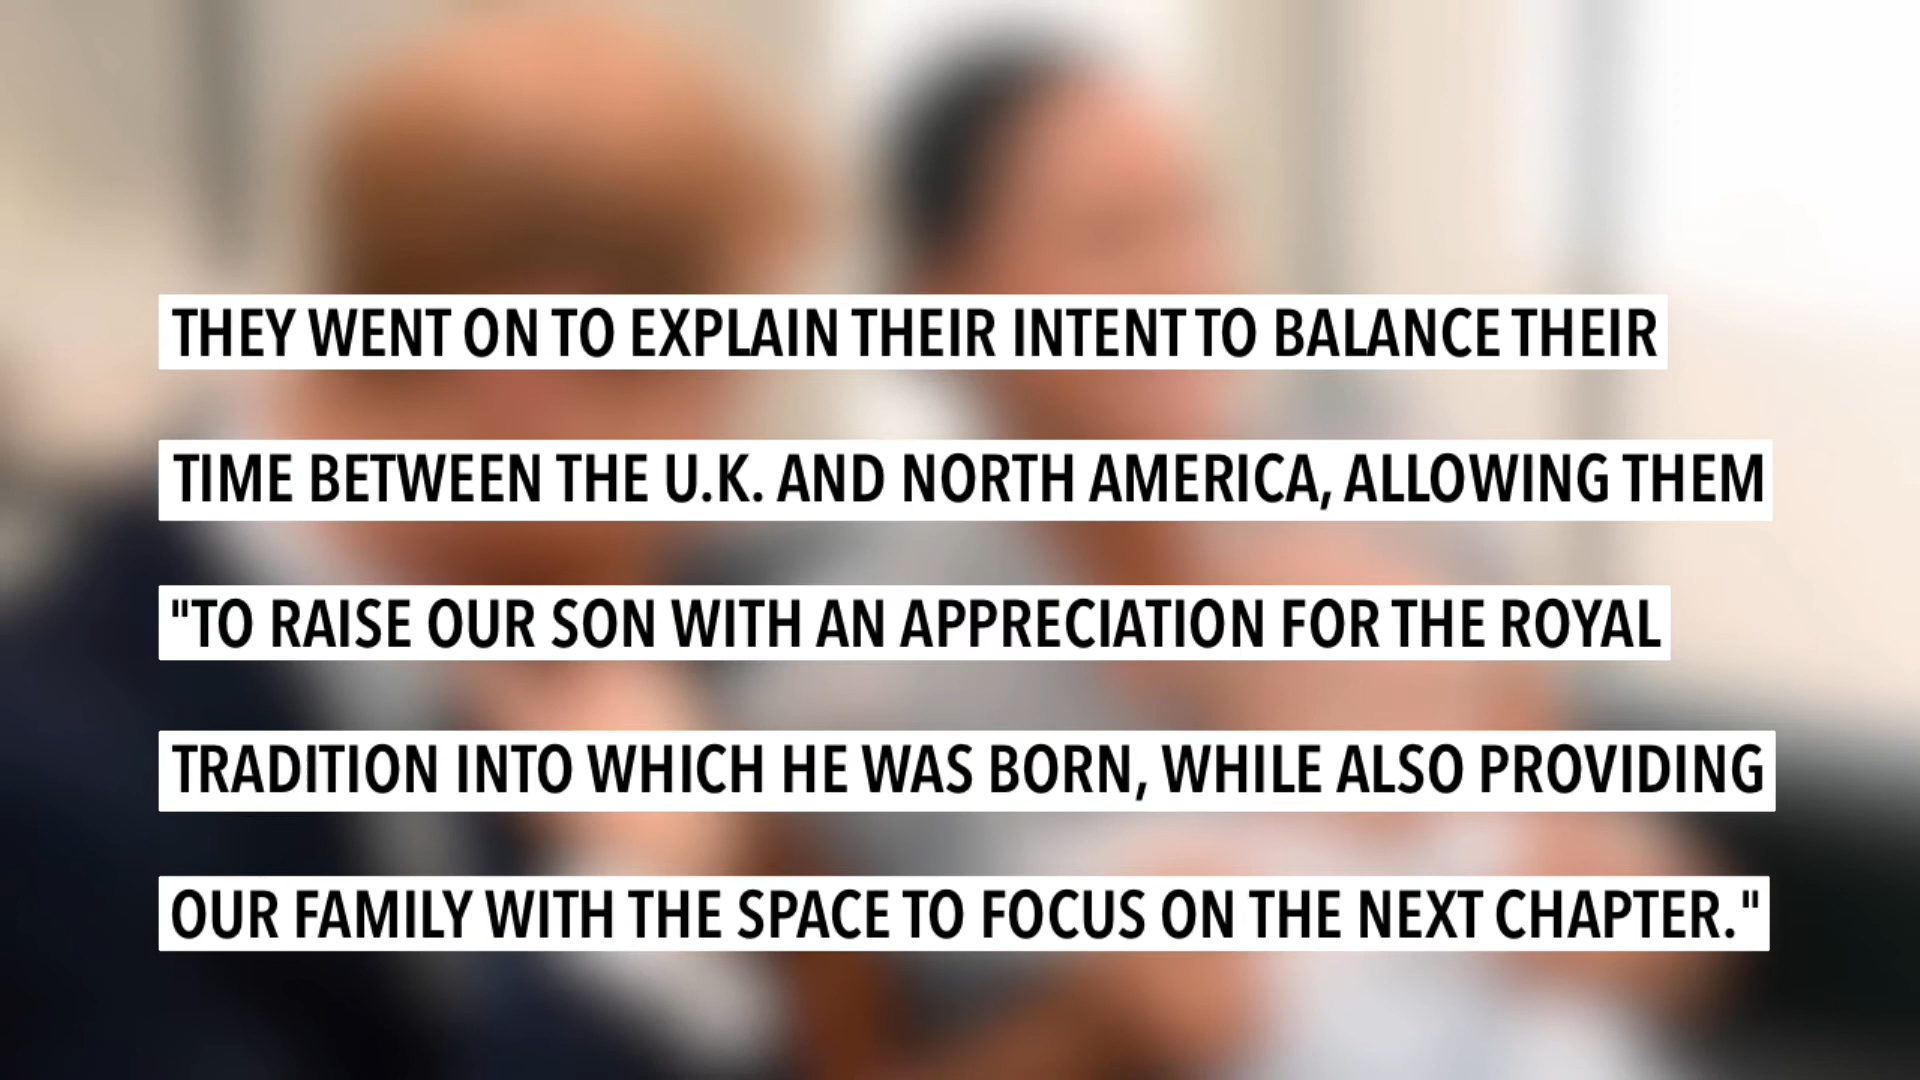 THEY WENT ON TO EXPLAIN THEIR INTENT TO BALANCE THEIR
TIME BETWEEN THE U.K. AND NORTH AMERICA, ALLOWING THEM
"TO RAISE OUR SON WITH AN APPRECIATION FOR THE ROYAL
TRADITION INTO WHICH HE WAS BORN, WHILE ALSO PROVIDING
OUR FAMILY WITH THE SPACE TO FOCUS ON THE NEXT CHAPTER."